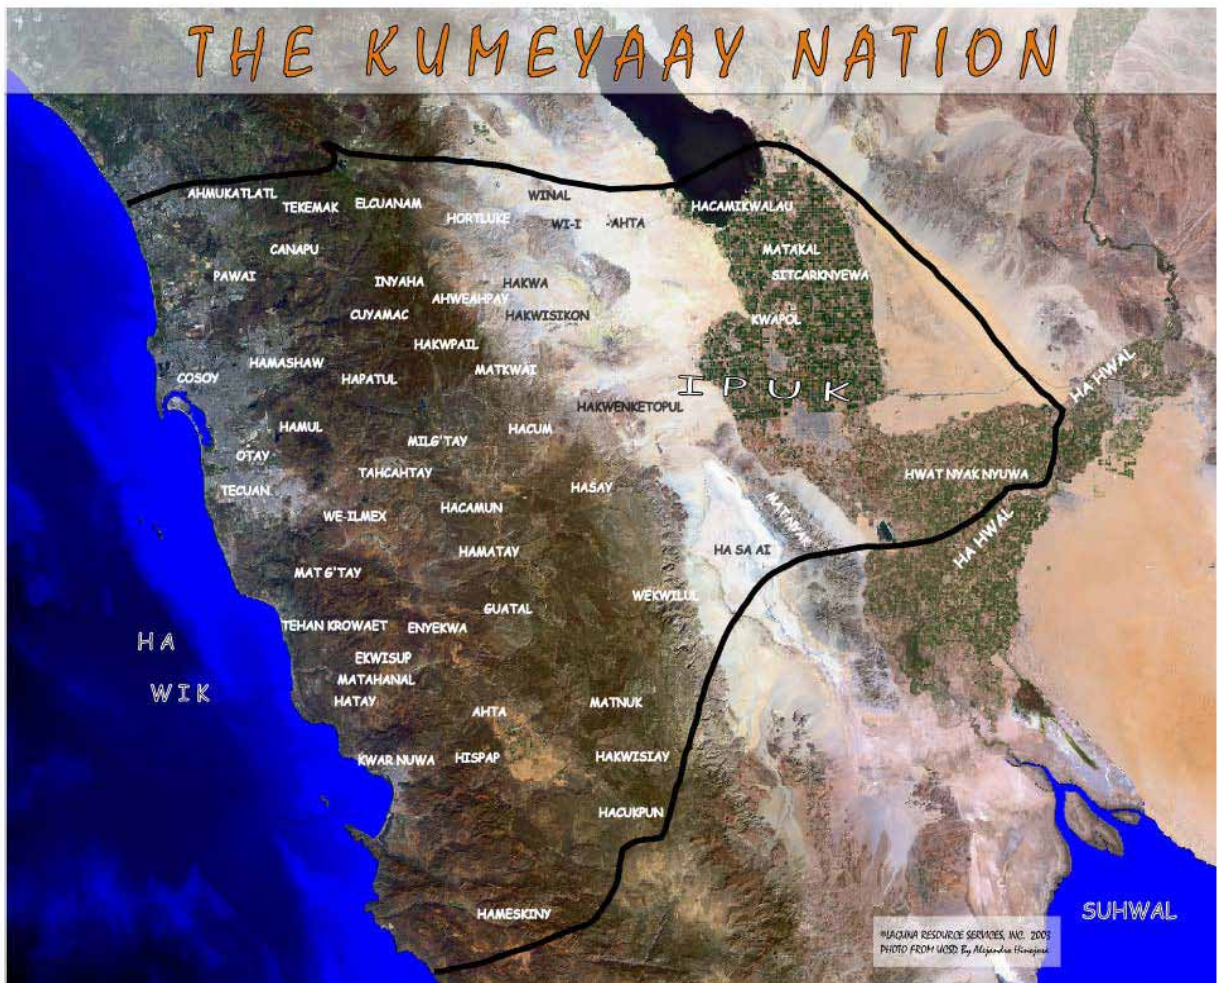 THE KUMEYAAY NATION
AHMUKATLATL
TEKEMAK
ELCUANAM
HORTLUKE
WINAL
WI-I
AHTA
HACAMIKWALAU
CANAPU
PAWAI
INYAHA
HAKWA
MATAKAL
SITCARKNYEWA
AHWEAHPAY
CUYAMAC
HAKWISIKON
KWAPOL
HAKWPAIL
HAMASHAW
MATKWAI
COSOY
HAPATUL
IPUK
HA HWAL
HAKWENKETOPUL
HAMUL
MILG'TAY
HACUM
OTAY
TAHCAHTAY
HWAT NYAK NYUWA
TECUAN
HASAY
WE-ILMEX
HACAMUN
HA HWAL
HAMATAY
HA SA AI
MAT G'TAY
WEKWILUL
GUATAL
TEHAN KROWAET
ENYEKWA
HA
WIK
EKWISUP
MATAHANAL
HATAY
AHTA
MATNUK
KWAR NUWA
HISPAP
HAKWISIAY
HACUKPUN
HAMESKINY
SUHWAL
©LAGUNA RESOURCE SERVICES, INC. 2003
PHOTO FROM UCSD By Alejandro Hinojosa